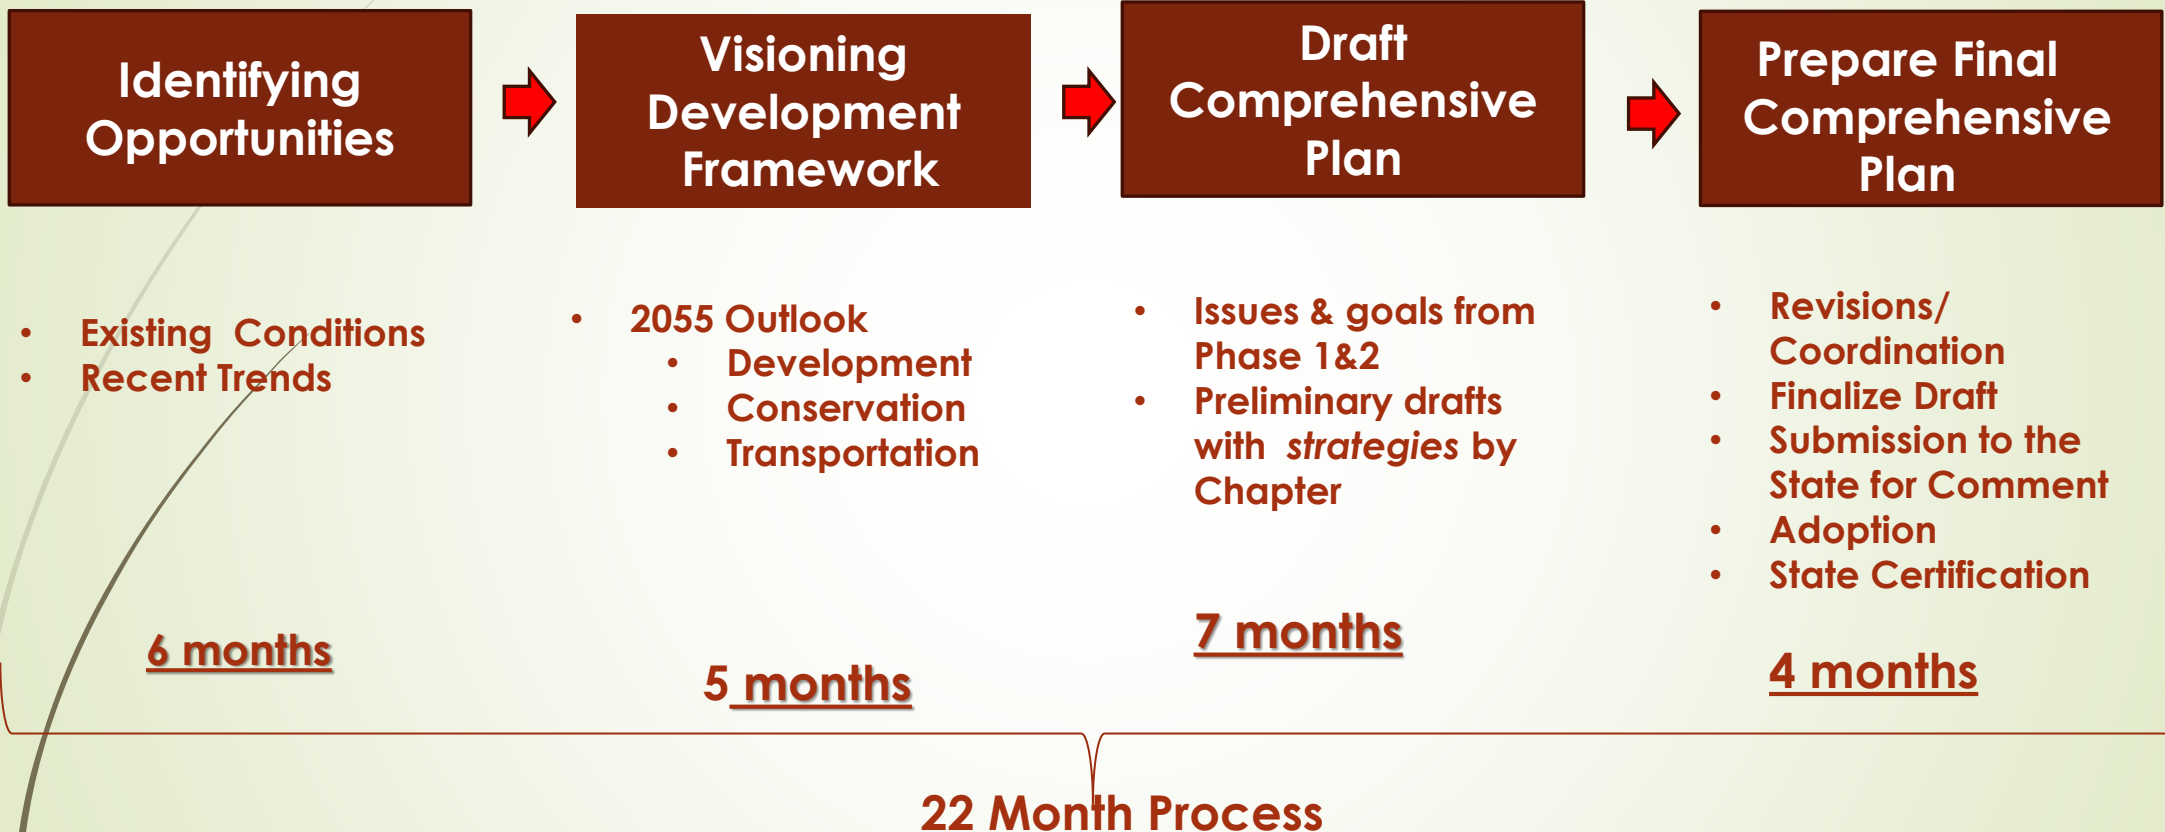 Identifying
Opportunities
Visioning
Development
Framework
Draft
Comprehensive
Plan
Prepare Final
Comprehensive
Plan
• Existing Conditions
• Recent Trends
6 months
• 2055 Outlook
• Development
• Conservation
• Transportation
5 months
• Issues & goals from
Phase 1&2
• Preliminary drafts
with strategies by
Chapter
7 months
• Revisions/
Coordination
• Finalize Draft
• Submission to the
State for Comment
• Adoption
• State Certification
4 months
22 Month Process